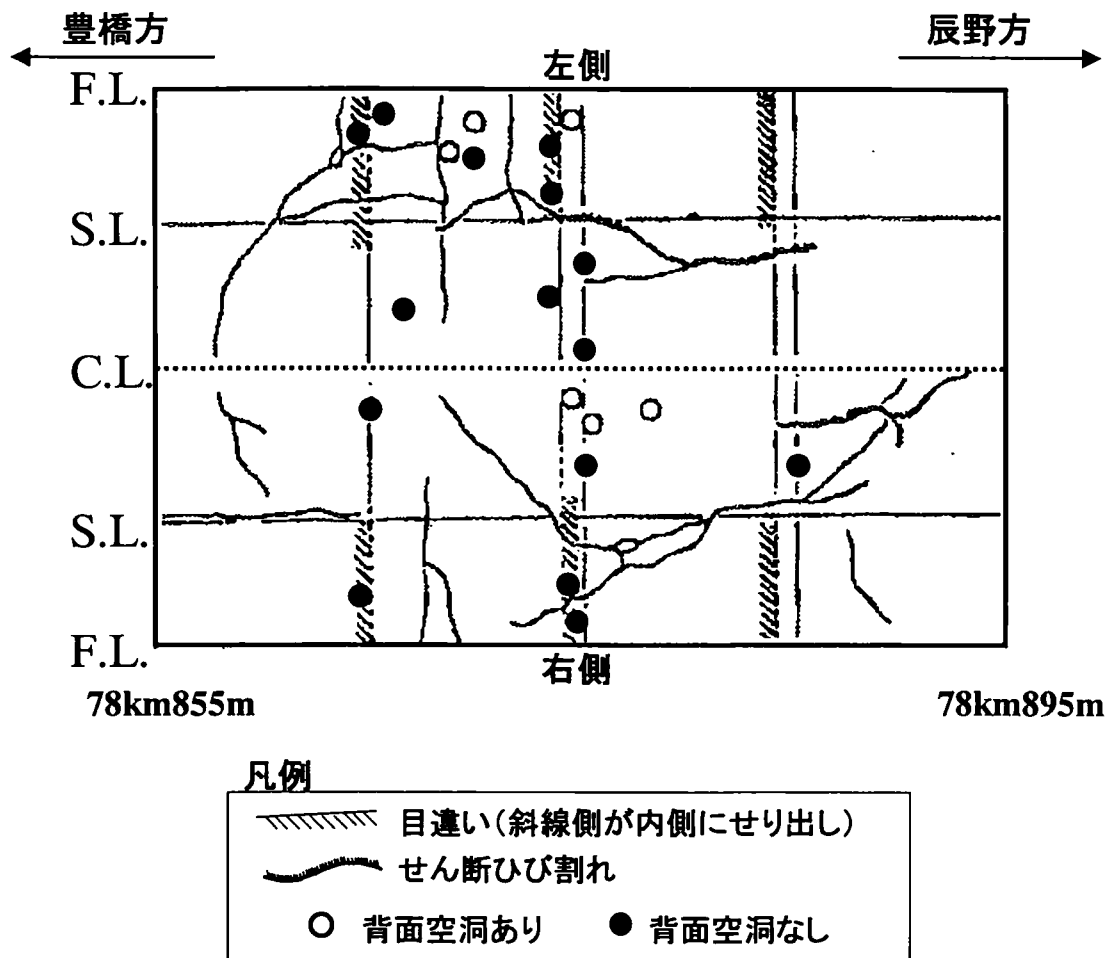 豊橋方
辰野方
左側
F.L.
S.L.
C.L.
S.L.
F.L.
右側
78km855m
78km895m
凡例
目違い(斜線側が内側にせり出し)
せん断ひび割れ
背面空洞あり
背面空洞なし